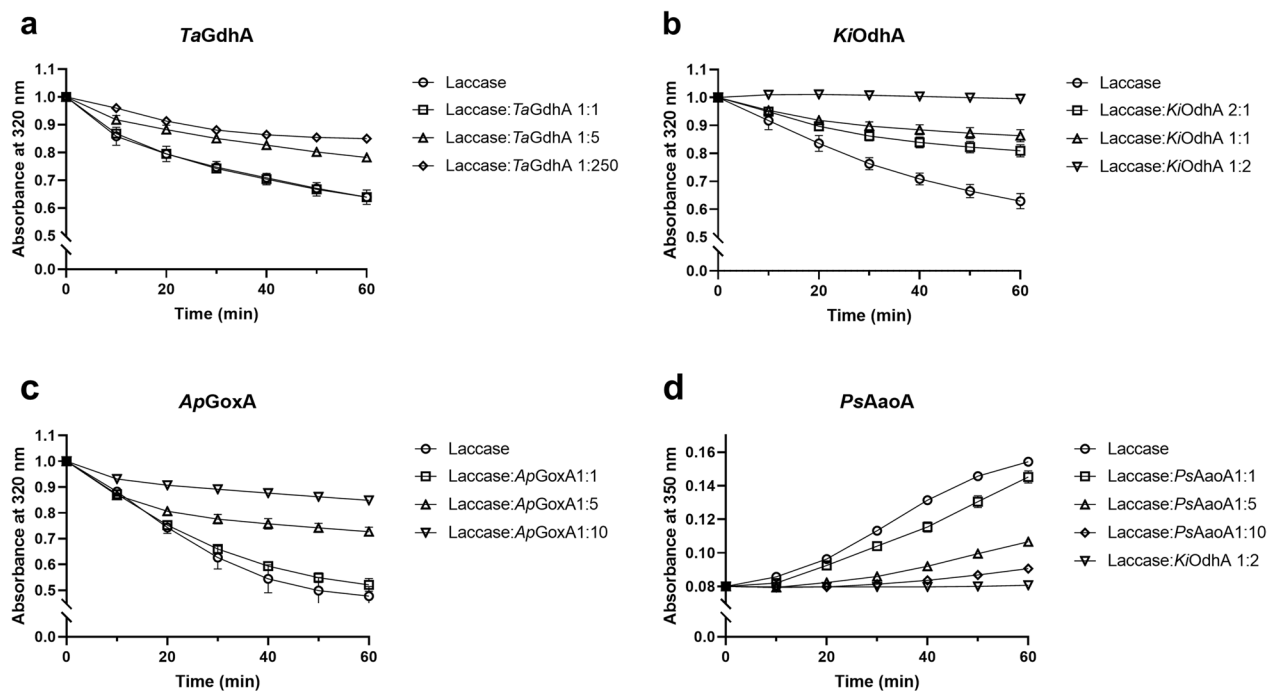 a
TaGdhA
Absorbance at 320 nm
1.1
1.0
0.9
0.8
0.7
0.6
0.5
0.0
0
20
40
60
Time (min)
Laccase
Laccase:TaGdhA 1:1
Laccase:TaGdhA 1:5
Laccase:TaGdhA 1:250
b
KiOdhA
Absorbance at 320 nm
1.1
1.0
0.9
0.8
0.7
0.6
0.5
0.0
0
20
40
60
Time (min)
Laccase
Laccase:KiOdhA 2:1
Laccase:KiOdhA 1:1
Laccase:KiOdhA 1:2
c
ApGoxA
Absorbance at 320 nm
1.1
1.0
0.9
0.8
0.7
0.6
0.5
0.0
0
20
40
60
Time (min)
Laccase
Laccase:ApGoxA1:1
Laccase:ApGoxA1:5
Laccase:ApGoxA1:10
d
PsAaoA
Absorbance at 350 nm
0.16
0.14
0.12
0.10
0.08
0.0
0
20
40
60
Time (min)
Laccase
Laccase:PsAaoA1:1
Laccase:PsAaoA1:5
Laccase:PsAaoA1:10
Laccase:KiOdhA 1:2